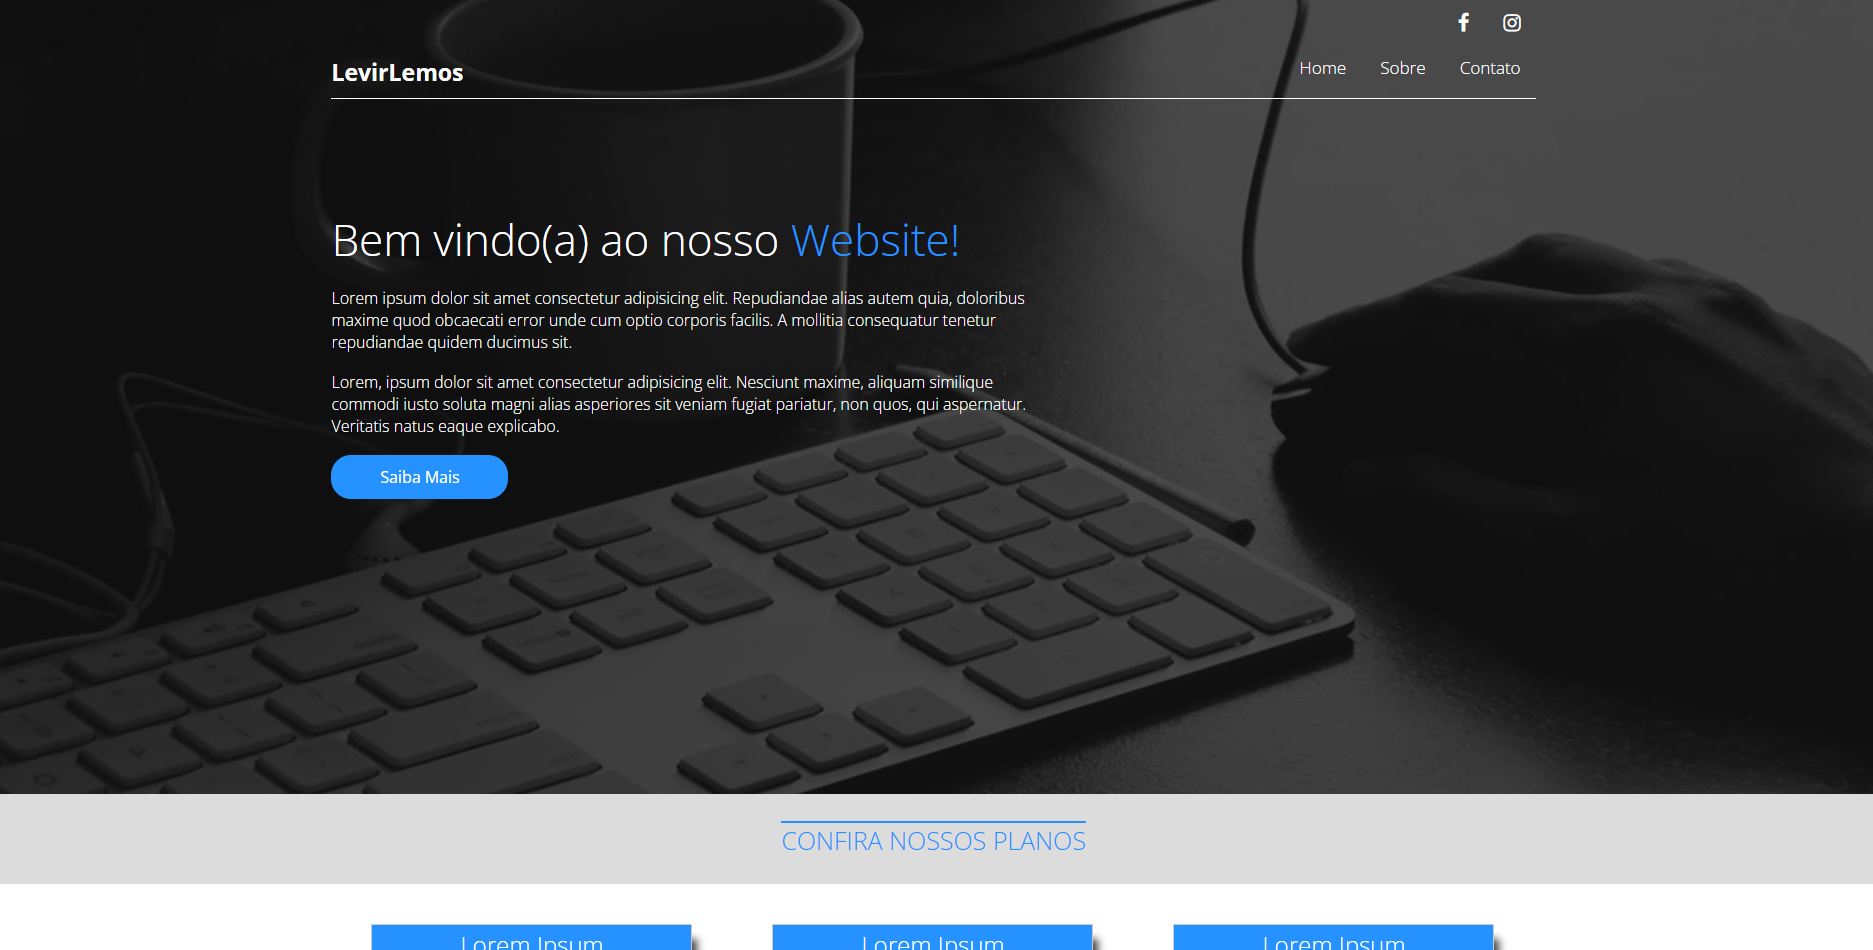 LevirLemos
Home Sobre Contato
Bem vindo(a) ao nosso Website!
Lorem ipsum dolor sit amet consectetur adipisicing elit. Repudiandae alias autem quia, doloribus
maxime quod obcaecati error unde cum optio corporis facilis. A mollitia consequatur tenetur
repudiandae quidem ducimus sit.
Lorem, ipsum dolor sit amet consectetur adipisicing elit. Nesciunt maxime, aliquam similique
commodi iusto soluta magni alias asperiores sit veniam fugiat pariatur, non quos, qui aspernatur.
Veritatis natus eaque explicabo.
Saiba Mais
CONFIRA NOSSOS PLANOS
Lorem Ipsum Lorem Ipsum Lorem Ipsum